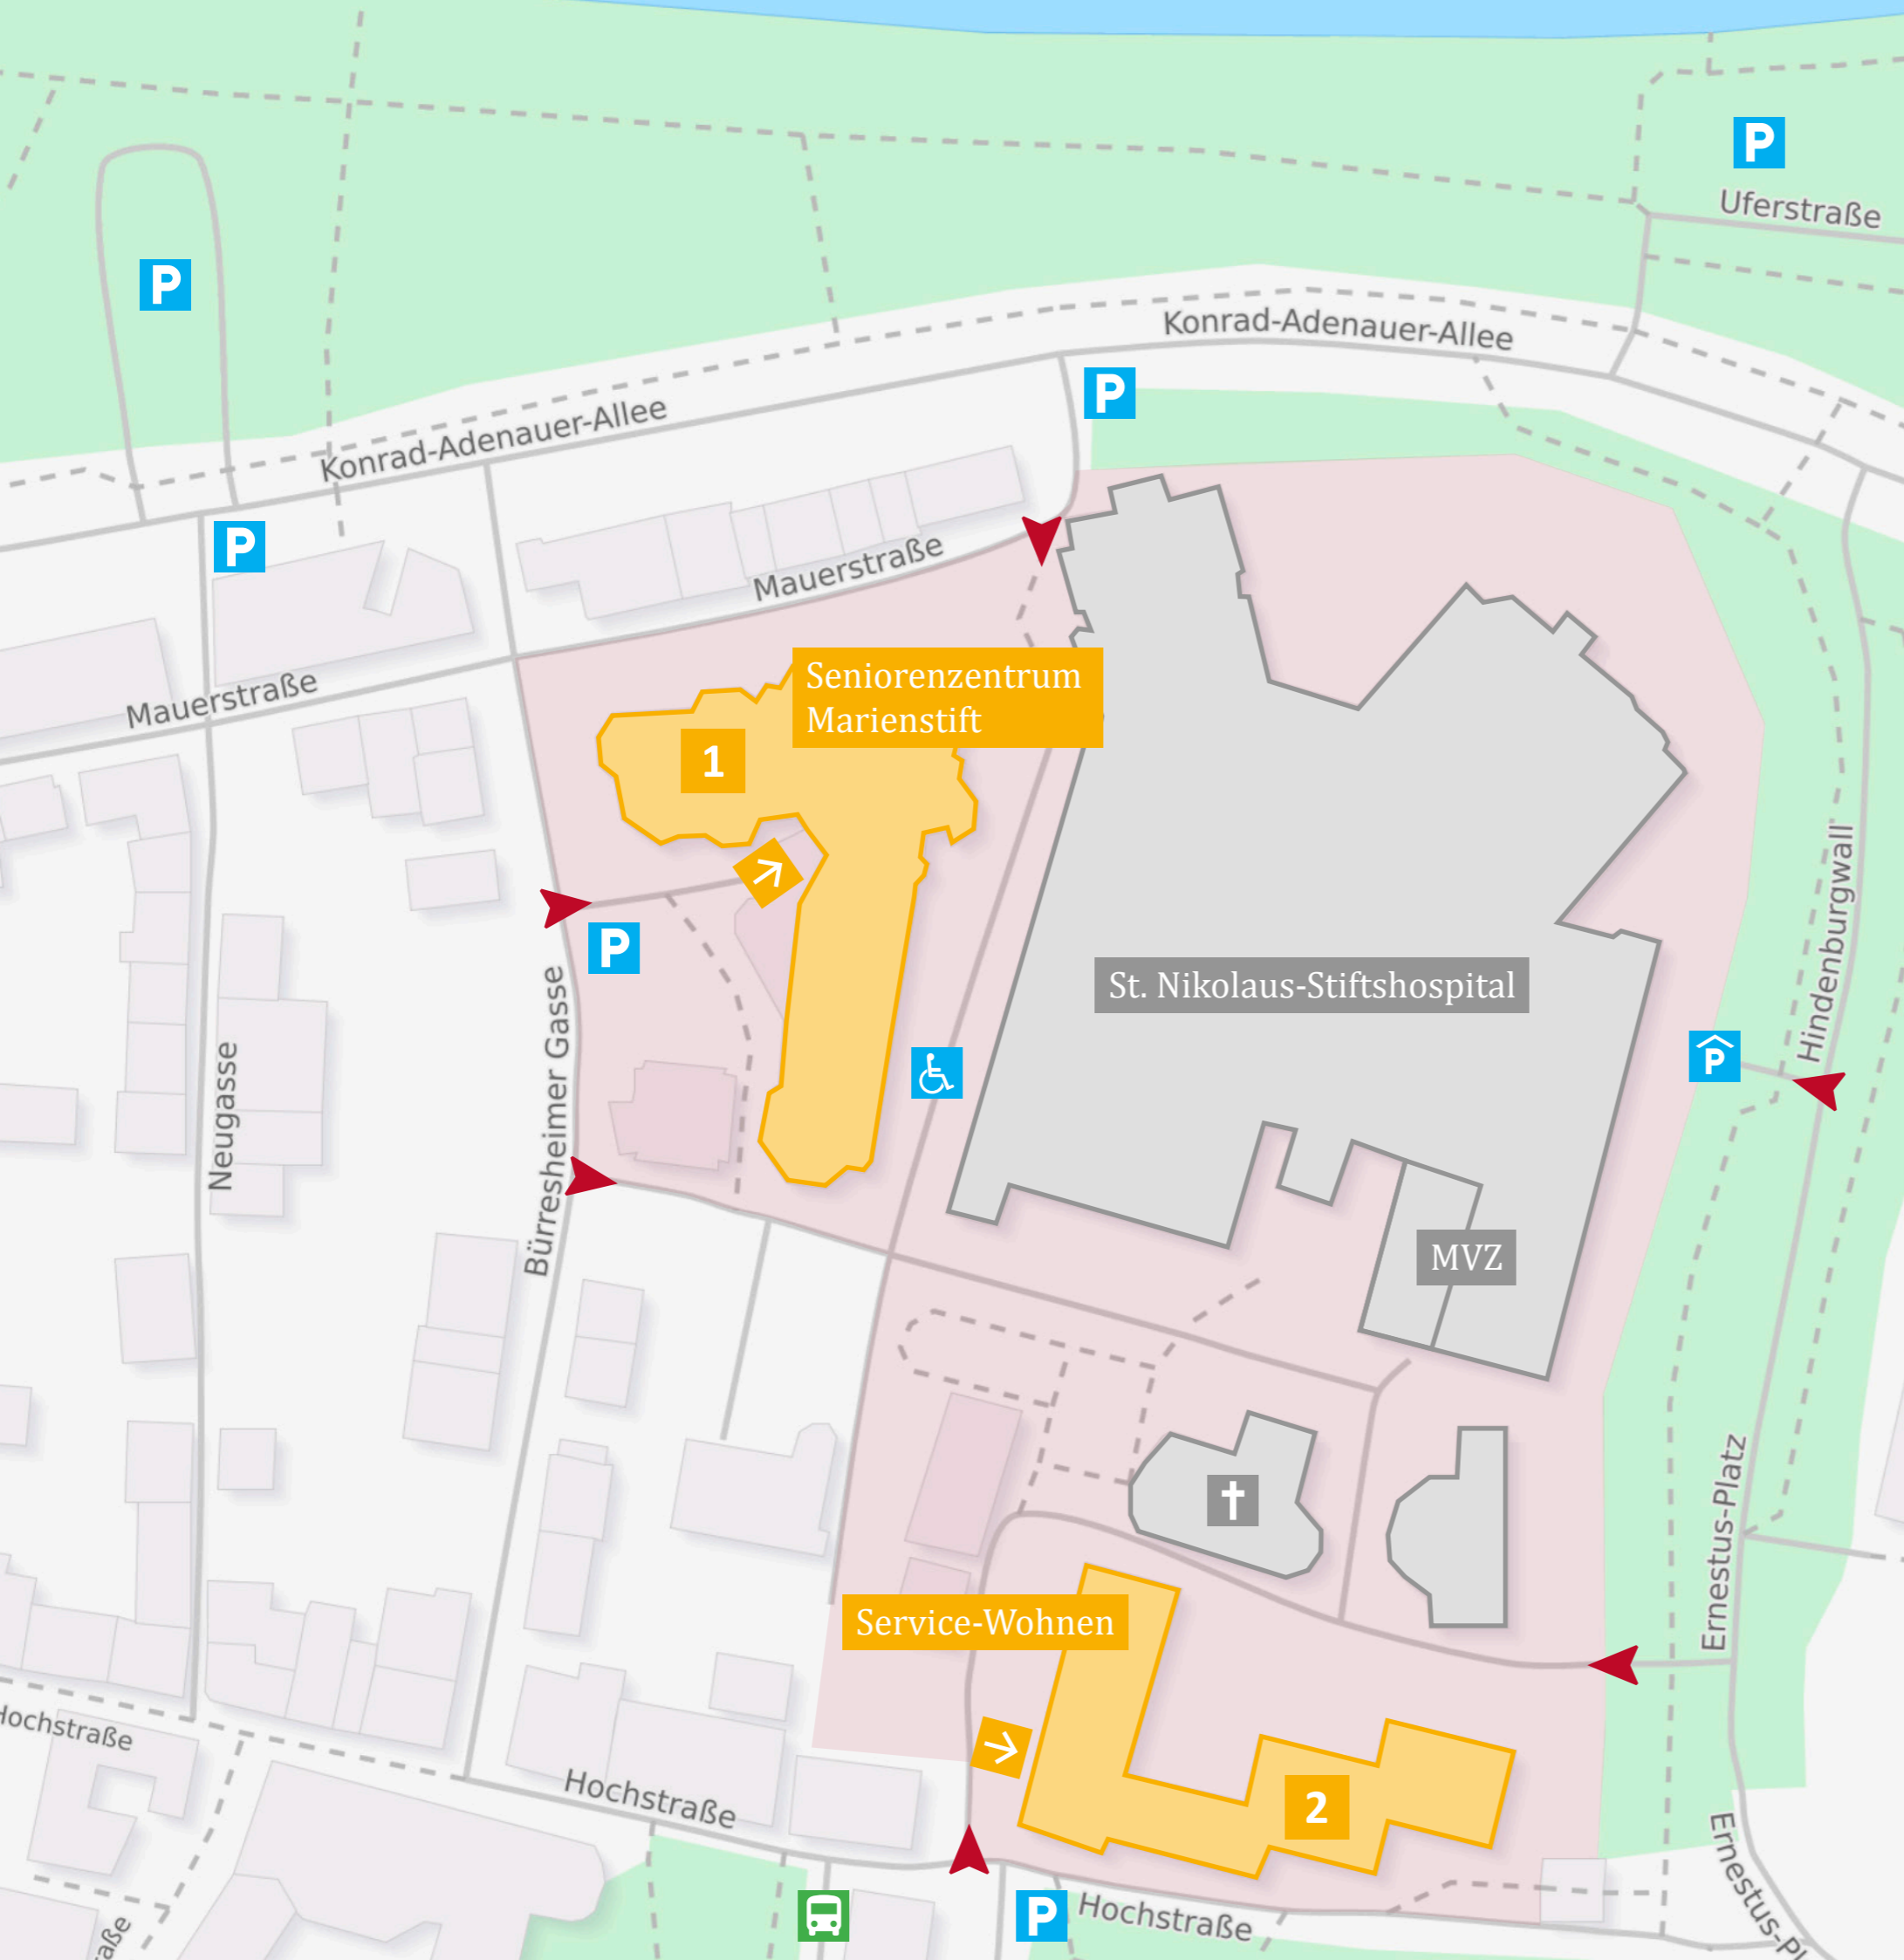 P
Uferstraße
P
Konrad-Adenauer-Allee
P
Konrad-Adenauer-Allee
P
Mauerstraße
Seniorenzentrum
Marienstift
Mauerstraße
1
P
St. Nikolaus-Stiftshospital
Hindenburgwall
P
Neugasse
Bürresheimer Gasse
MVZ
Ernestus-Platz
Service-Wohnen
Hochstraße
Hochstraße
2
P
Hochstraße